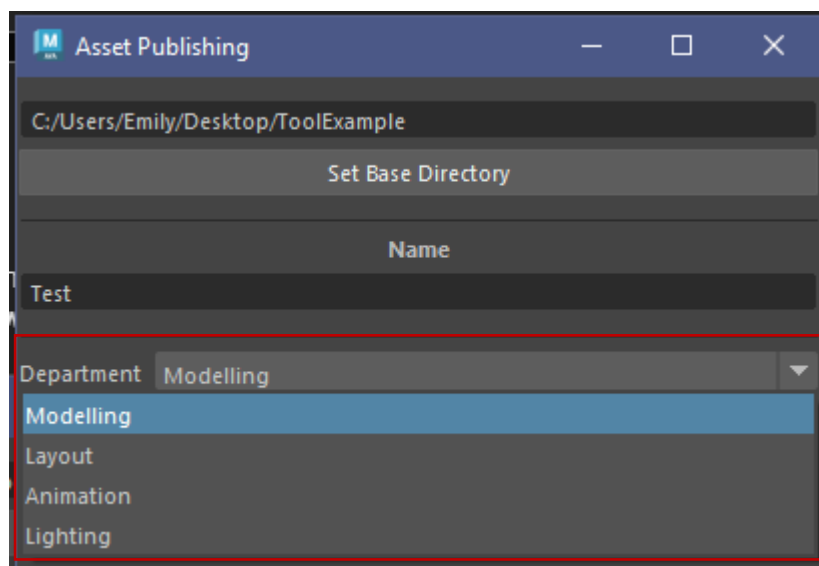 Asset Publishing
C:/Users/Emily/Desktop/ToolExample
Set Base Directory
Name
Test
Department Modelling
Modelling
Layout
Animation
Lighting